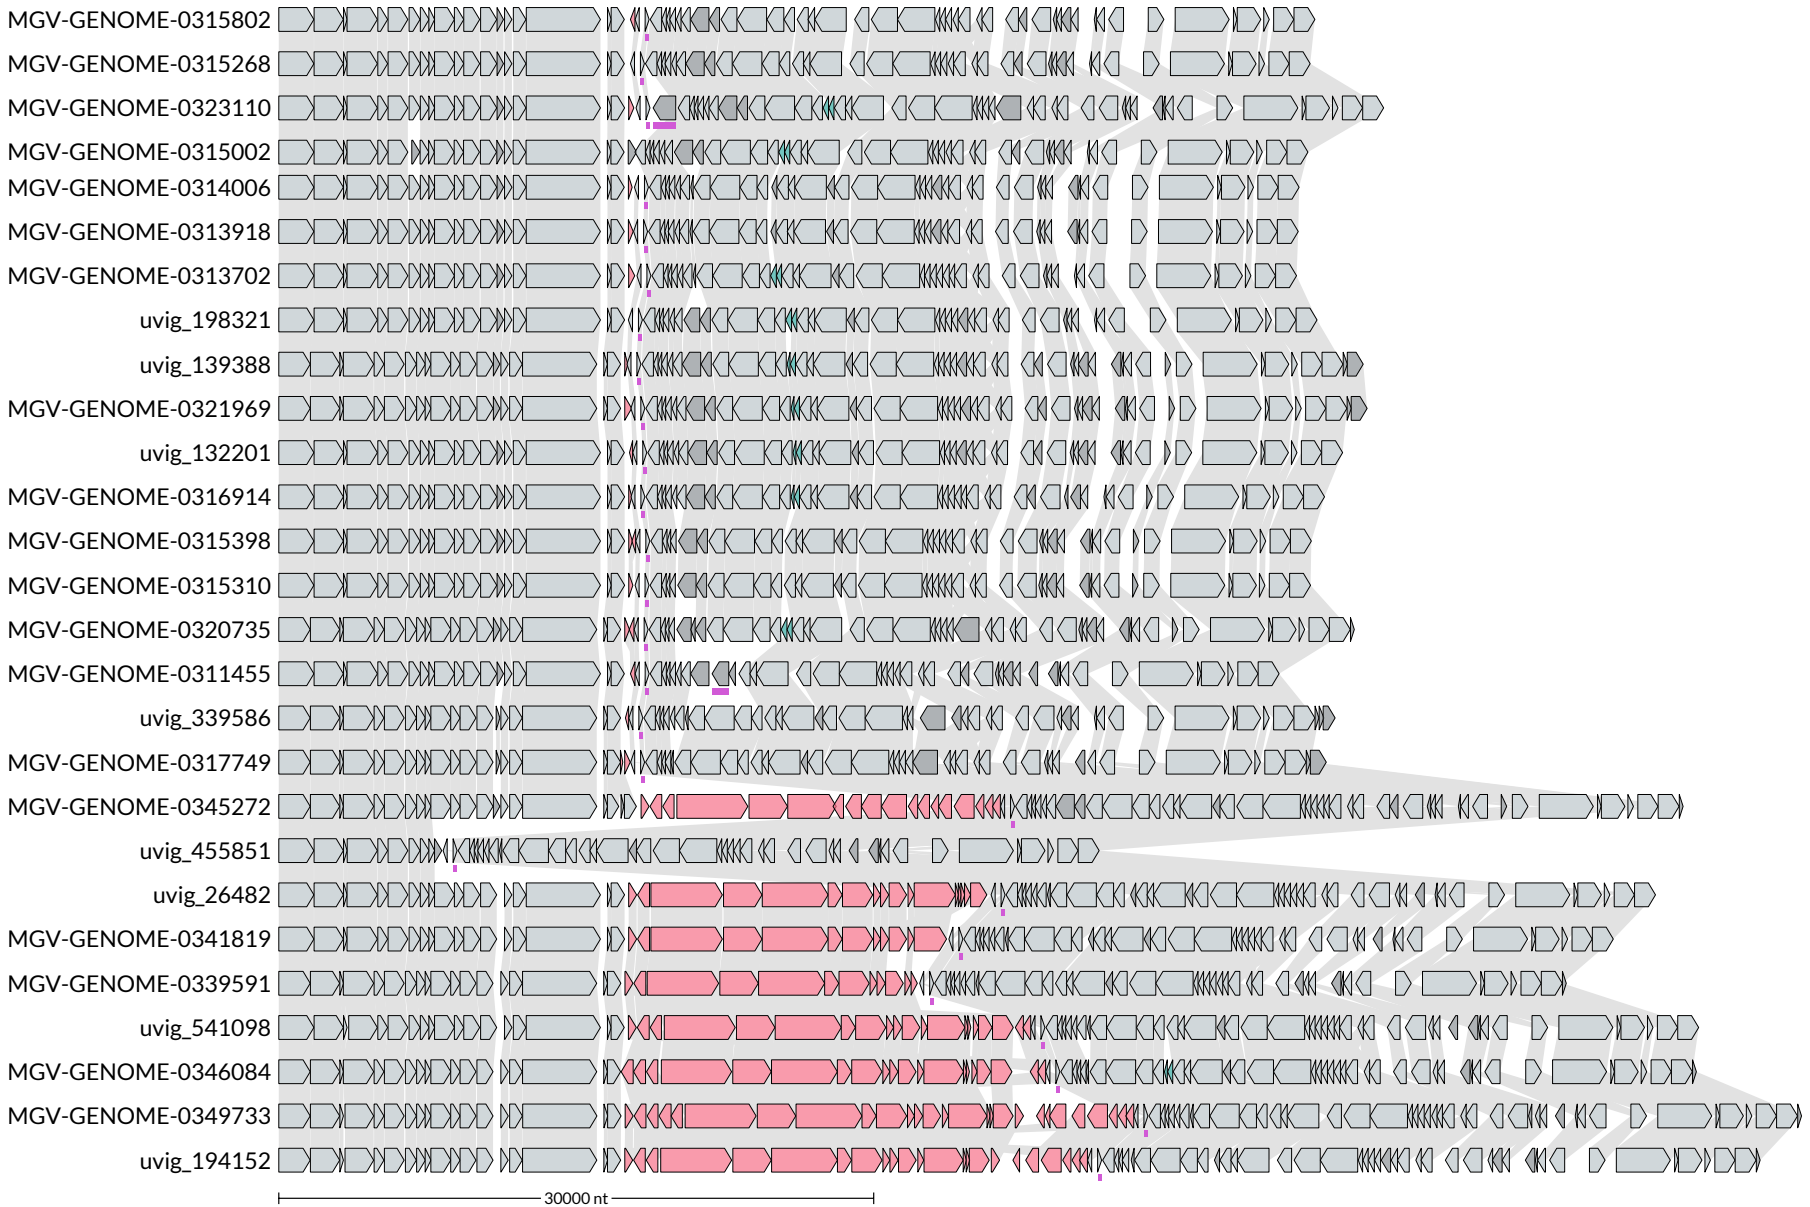 MGV-GENOME-0315802
MGV-GENOME-0315268
MGV-GENOME-0323110
MGV-GENOME-0315002
MGV-GENOME-0314006
MGV-GENOME-0313918
MGV-GENOME-0313702
uvig_198321
uvig_139388
MGV-GENOME-0321969
uvig_132201
MGV-GENOME-0316914
MGV-GENOME-0315398
MGV-GENOME-0315310
MGV-GENOME-0320735
MGV-GENOME-0311455
uvig_339586
MGV-GENOME-0317749
MGV-GENOME-0345272
uvig_455851
uvig_26482
MGV-GENOME-0341819
MGV-GENOME-0339591
uvig_541098
MGV-GENOME-0346084
MGV-GENOME-0349733
uvig_194152
30000 nt